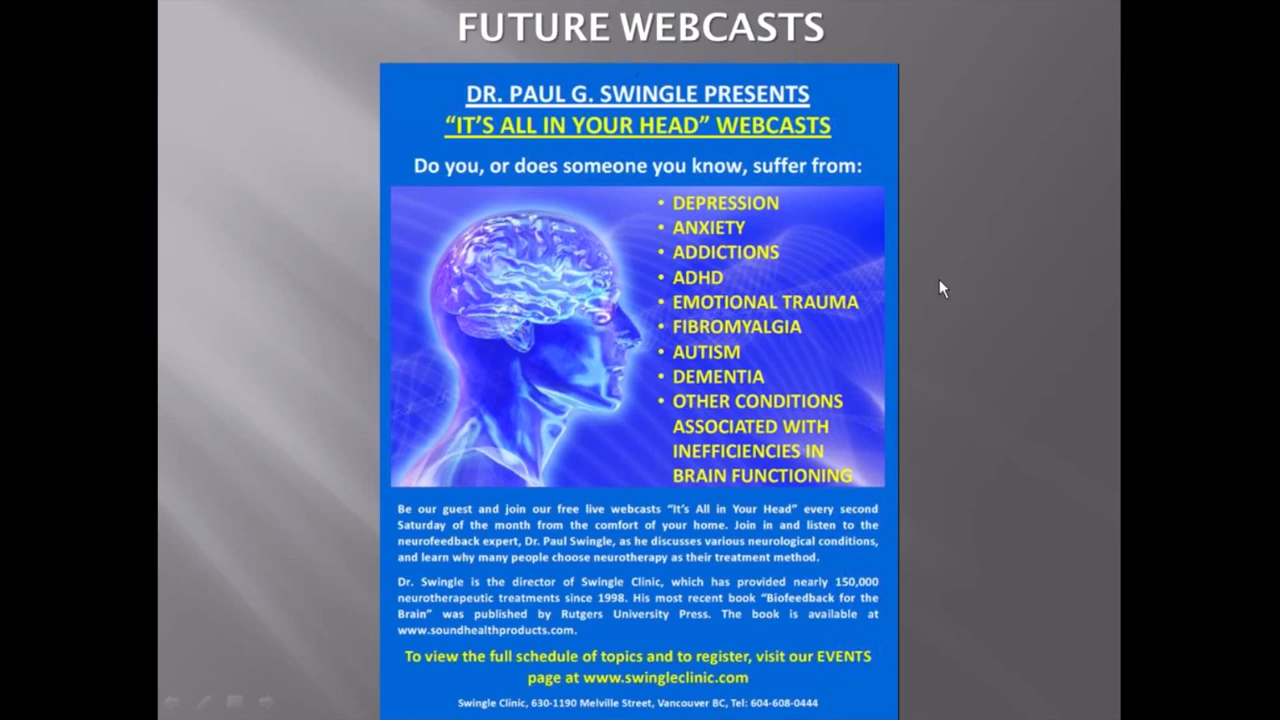 FUTURE WEBCASTS
DR. PAUL G. SWINGLE PRESENTS
“IT’S ALL IN YOUR HEAD” WEBCASTS
Do you, or does someone you know, suffer from:
• DEPRESSION
• ANXIETY
• ADDICTIONS
• ADHD
• EMOTIONAL TRAUMA
• FIBROMYALGIA
• AUTISM
• DEMENTIA
• OTHER CONDITIONS
ASSOCIATED WITH
INEFFICIENCIES IN
BRAIN FUNCTIONING
Be our guest and join our free live webcasts “It’s All in Your Head” every second
Saturday of the month from the comfort of your home. Join in and listen to the
neurofeedback expert, Dr. Paul Swingle, as he discusses various neurological conditions,
and learn why many people choose neurotherapy as their treatment method.
Dr. Swingle is the director of Swingle Clinic, which has provided nearly 150,000
neurotherapeutic treatments since 1998. His most recent book “Biofeedback for the
Brain” was published by Rutgers University Press. The book is available at
www.soundhealthproducts.com.
To view the full schedule of topics and to register, visit our EVENTS
page at www.swingleclinic.com
Swingle Clinic, 630-1190 Melville Street, Vancouver BC, Tel: 604-608-0444